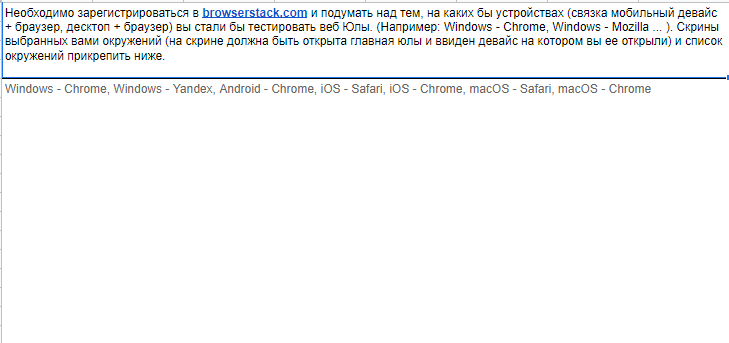 Необходимо зарегистрироваться в browserstack.com и подумать над тем, на каких бы устройствах (связка мобильный девайс
+ браузер, десктоп + браузер) вы стали бы тестировать веб Юлы. (Например: Windows - Chrome, Windows - Mozilla ... ). Скрины
выбранных вами окружений (на скрине должна быть открыта главная юлы и ввиден девайс на котором вы ее открыли) и список
окружений прикрепить ниже.
Windows - Chrome, Windows - Yandex, Android - Chrome, iOS - Safari, iOS - Chrome, macOS - Safari, macOS - Chrome